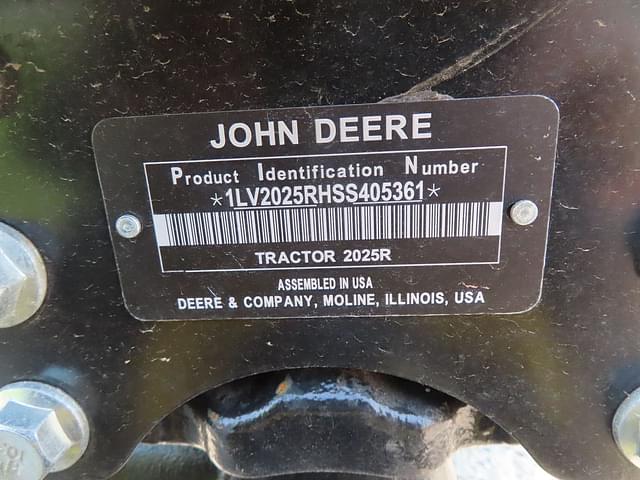 JOHN DEERE
Product Identification Number
*1LV2025RHSS405361*
TRACTOR 2025R
ASSEMBLED IN USA
DEERE & COMPANY, MOLINE, ILLINOIS, USA